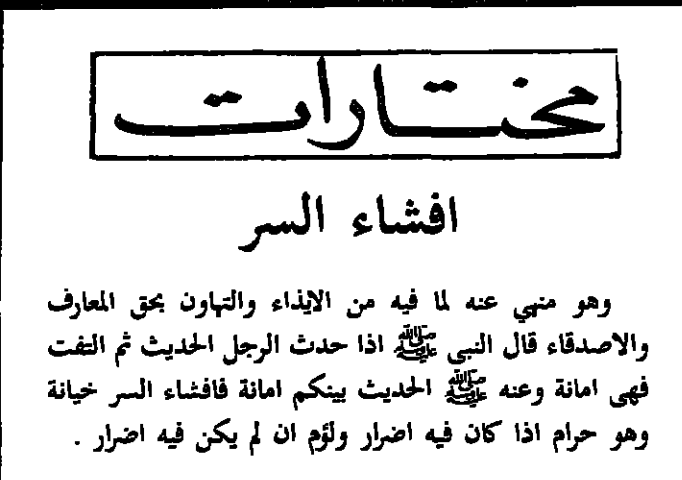 مختارات
افشاء السر
وهو منهي عنه لما فيه من الايذاء والتهاون بحق المعارف
والاصدقاء قال النبي ﷺ اذا حدث الرجل الحديث ثم التفت
فهي امانة وعنه ﷺ الحديث بينكم امانة فافشاء السر خيانة
وهو حرام اذا كان فيه اضرار ولؤم ان لم يكن فيه اضرار .